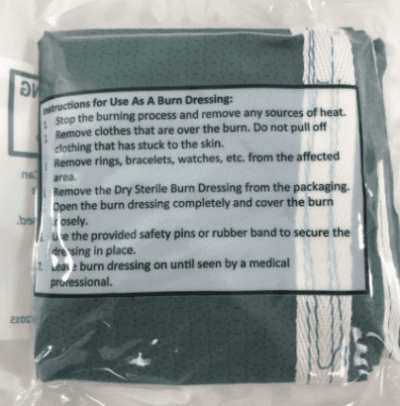 Instructions for Use As A Burn Dressing:
1. Stop the burning process and remove any sources of heat.
2. Remove clothes that are over the burn. Do not pull off
clothing that has stuck to the skin.
Remove rings, bracelets, watches, etc. from the affected
area.
Remove the Dry Sterile Burn Dressing from the packaging.
Open the burn dressing completely and cover the burn
loosely.
Use the provided safety pins or rubber band to secure the
dressing in place.
7. Leave burn dressing on until seen by a medical
professional.
2015